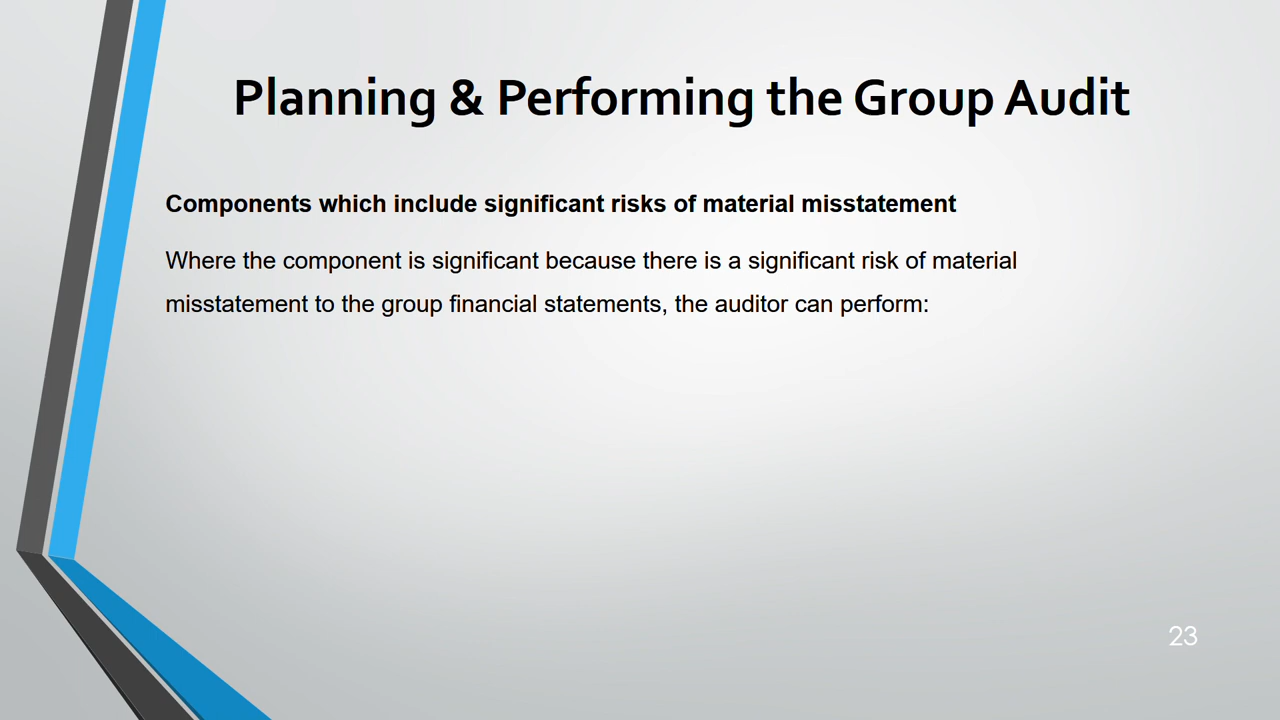 Planning & Performing the Group Audit
Components which include significant risks of material misstatement
Where the component is significant because there is a significant risk of material
misstatement to the group financial statements, the auditor can perform:
23